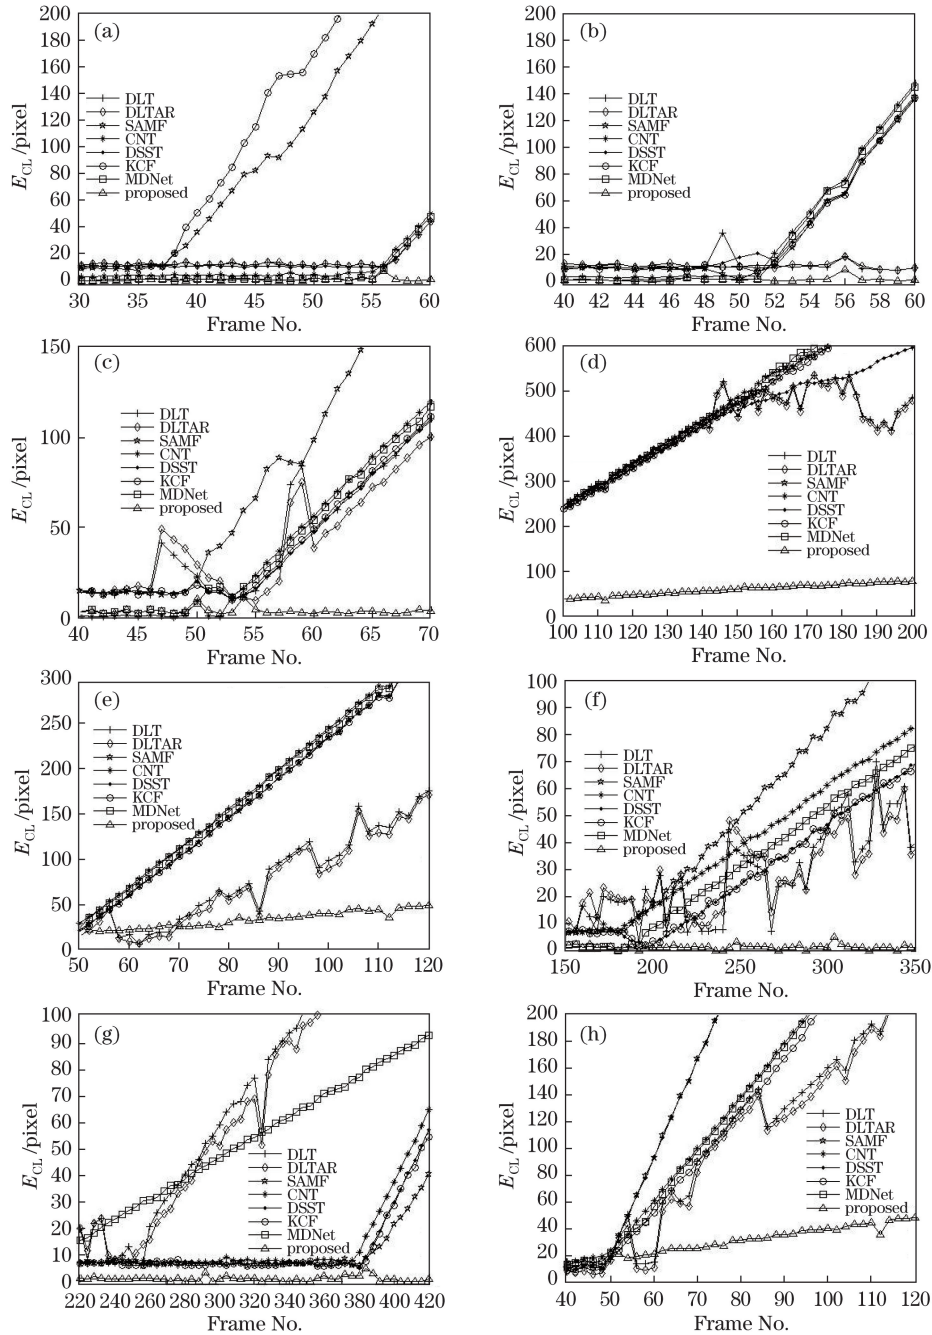 (a)
E_CL /pixel
200
180
160
140
120
100
80
60
40
20
0
DLT
DLTAR
SAMF
CNT
DSST
KCF
MDNet
proposed
30 35 40 45 50 55 60
Frame No.
(b)
E_CL /pixel
200
180
160
140
120
100
80
60
40
20
0
DLT
DLTAR
SAMF
CNT
DSST
KCF
MDNet
proposed
40 42 44 46 48 50 52 54 56 58 60
Frame No.
(c)
E_CL /pixel
150
100
50
0
DLT
DLTAR
SAMF
CNT
DSST
KCF
MDNet
proposed
40 45 50 55 60 65 70
Frame No.
(d)
E_CL /pixel
600
500
400
300
200
100
0
DLT
DLTAR
SAMF
CNT
DSST
KCF
MDNet
proposed
100 110 120 130 140 150 160 170 180 190 200
Frame No.
(e)
E_CL /pixel
300
250
200
150
100
50
0
DLT
DLTAR
SAMF
CNT
DSST
KCF
MDNet
proposed
50 60 70 80 90 100 110 120
Frame No.
(f)
E_CL /pixel
100
90
80
70
60
50
40
30
20
10
0
DLT
DLTAR
SAMF
CNT
DSST
KCF
MDNet
proposed
150 200 250 300 350
Frame No.
(g)
E_CL /pixel
100
90
80
70
60
50
40
30
20
10
0
DLT
DLTAR
SAMF
CNT
DSST
KCF
MDNet
proposed
220 240 260 280 300 320 340 360 380 400 420
Frame No.
(h)
E_CL /pixel
200
180
160
140
120
100
80
60
40
20
0
DLT
DLTAR
SAMF
CNT
DSST
KCF
MDNet
proposed
40 50 60 70 80 90 100 110 120
Frame No.